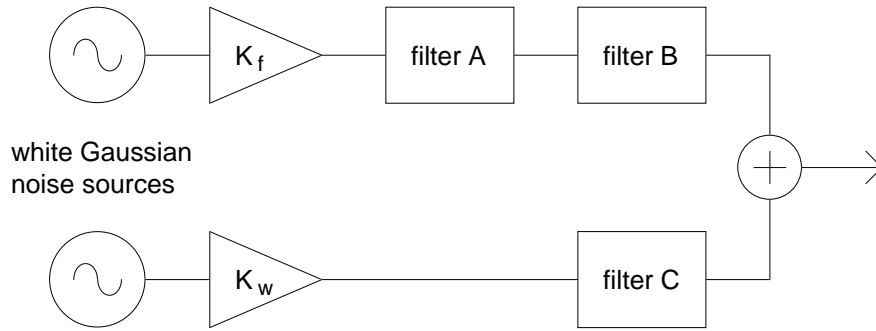 K f
filter A
filter B
white Gaussian
noise sources
K w
filter C